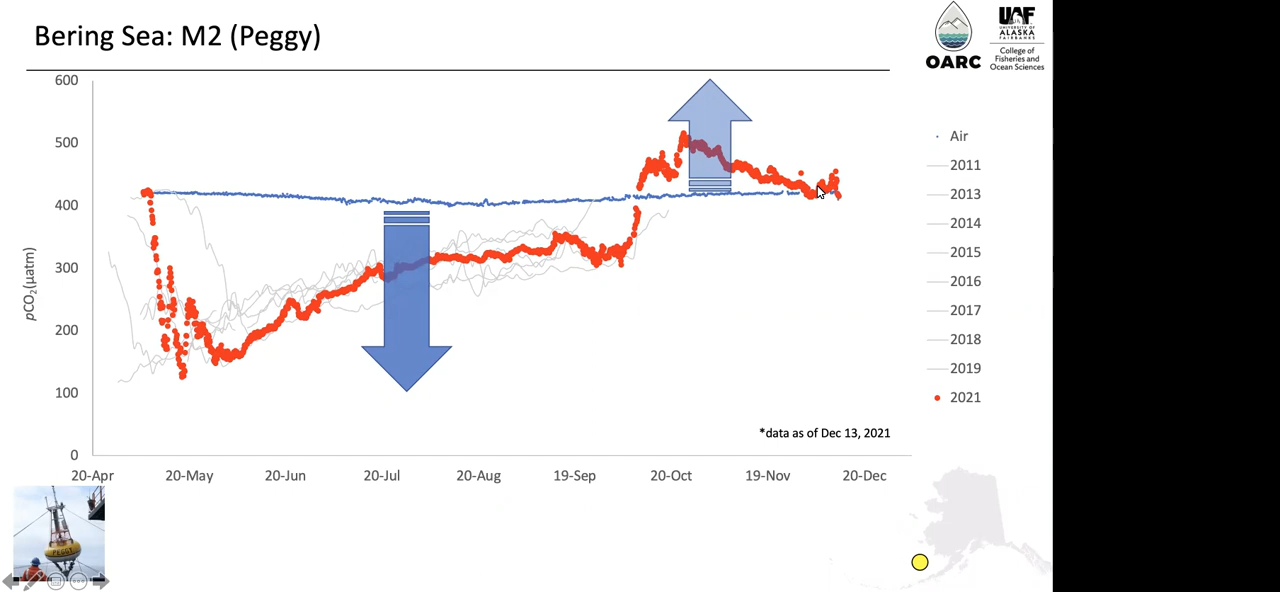 Bering Sea: M2 (Peggy)
OARC
UAF
UNIVERSITY OF
ALASKA
FAIRBANKS
College of
Fisheries and
Ocean Sciences
600
500
400
300
200
100
0
pCO2(µatm)
20-Apr
20-May
20-Jun
20-Jul
20-Aug
19-Sep
20-Oct
19-Nov
20-Dec
*data as of Dec 13, 2021
Air
2011
2013
2014
2015
2016
2017
2018
2019
2021
PEGGY